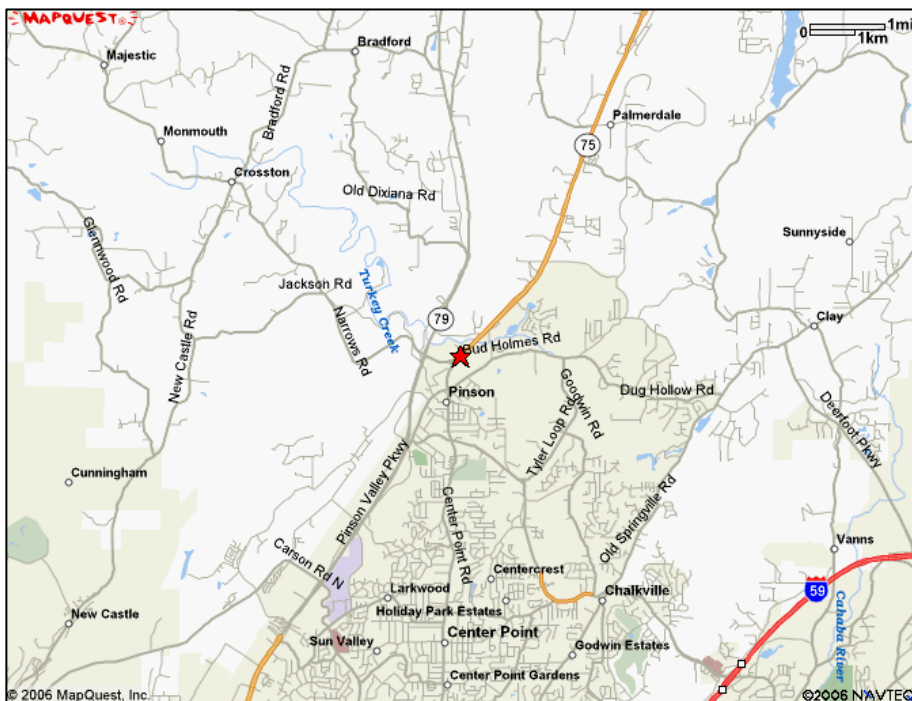 MAPQUEST
1mi
0
1km
Bradford
Majestic
Palmerdale
Bradford Rd
Monmouth
75
Crosston
Old Dixiana Rd
Glennwood Rd
Sunnyside
Turkey Creek
Jackson Rd
79
Clay
New Castle Rd
Narrows Rd
Bud Holmes Rd
Pinson
Goodwin Rd
Dug Hollow Rd
Tyler Loop Rd
Deerfoot Pkwy
Cunningham
Pinson Valley Pkwy
Center Point Rd
Old Springville Rd
Carson Rd N
Vanns
Centercrest
59
Larkwood
Chalkville
Holiday Park Estates
Cahaba River
New Castle
Sun Valley
Center Point
Godwin Estates
Center Point Gardens
© 2006 MapQuest, Inc.
©2006 NAVTEQ